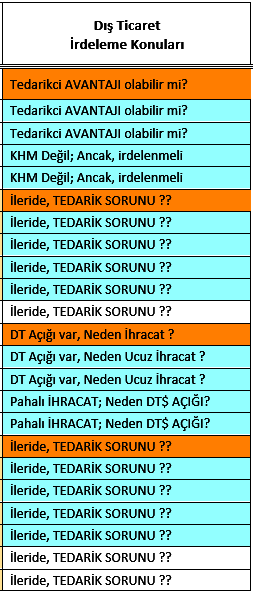 Dış Ticaret
İrdeleme Konuları
Tedarikci AVANTAJI olabilir mi?
Tedarikci AVANTAJI olabilir mi?
Tedarikci AVANTAJI olabilir mi?
KHM Değil; Ancak, irdelenmeli
KHM Değil; Ancak, irdelenmeli
İleride, TEDARİK SORUNU ??
İleride, TEDARİK SORUNU ??
İleride, TEDARİK SORUNU ??
İleride, TEDARİK SORUNU ??
İleride, TEDARİK SORUNU ??
İleride, TEDARİK SORUNU ??
DT Açığı var, Neden İhracat ?
DT Açığı var, Neden Ucuz İhracat ?
DT Açığı var, Neden Ucuz İhracat ?
Pahalı İHRACAT; Neden DT$ AÇIĞI?
Pahalı İHRACAT; Neden DT$ AÇIĞI?
İleride, TEDARİK SORUNU ??
İleride, TEDARİK SORUNU ??
İleride, TEDARİK SORUNU ??
İleride, TEDARİK SORUNU ??
İleride, TEDARİK SORUNU ??
İleride, TEDARİK SORUNU ??
İleride, TEDARİK SORUNU ??